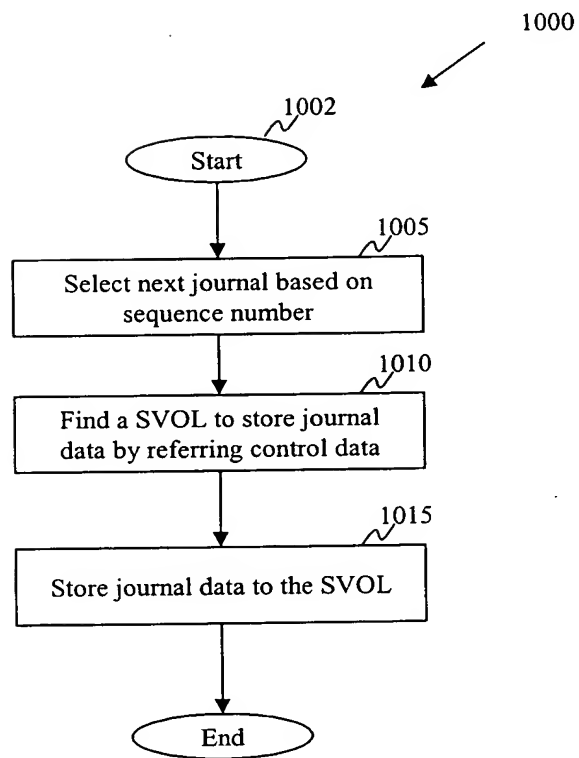 1000
1002
Start
1005
Select next journal based on
sequence number
1010
Find a SVOL to store journal
data by referring control data
1015
Store journal data to the SVOL
End